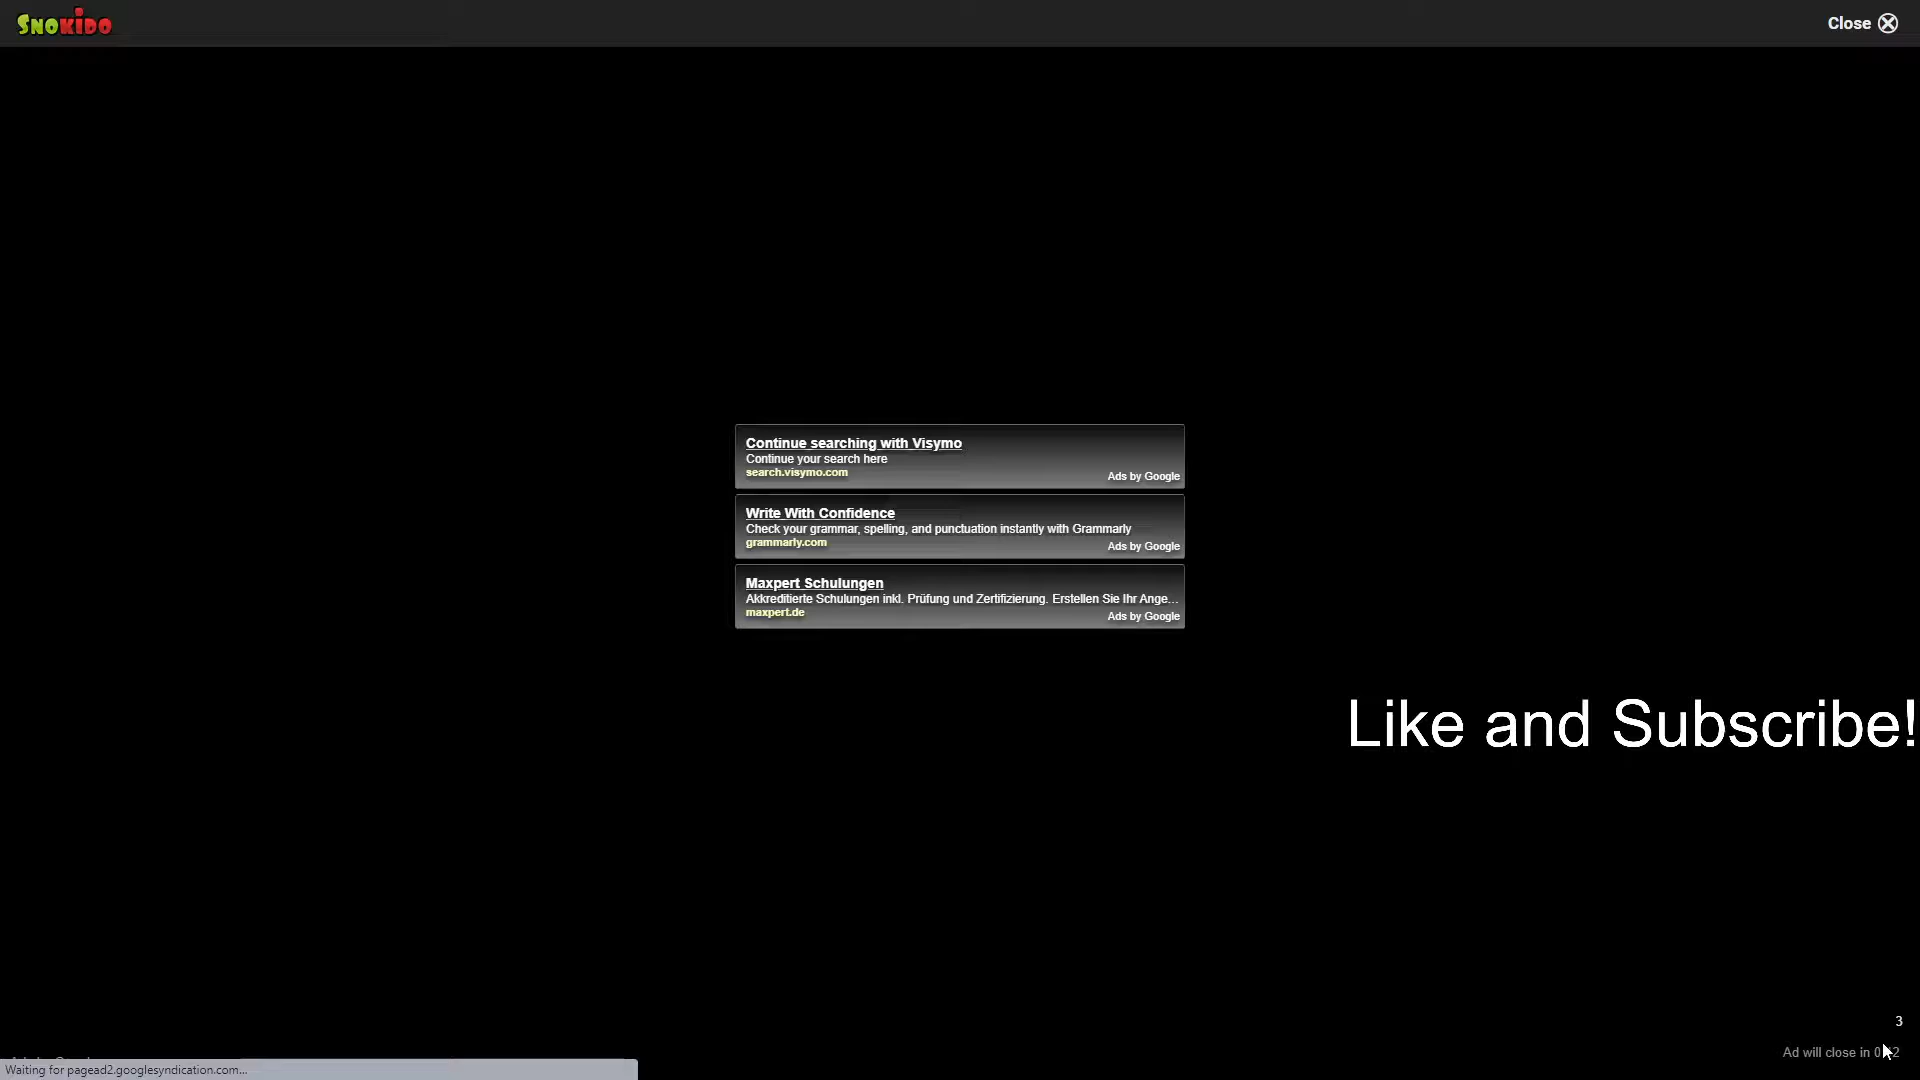 SNOKIDO
Close
Continue searching with Visymo
Continue your search here
search.visymo.com
Ads by Google
Write With Confidence
Check your grammar, spelling, and punctuation instantly with Grammarly
grammarly.com
Ads by Google
Maxpert Schulungen
Akkreditierte Schulungen inkl. Prüfung und Zertifizierung. Erstellen Sie Ihr Ange...
maxpert.de
Ads by Google
Like and Subscribe!
3
Ad will close in
Waiting for pagead2.googlesyndication.com...